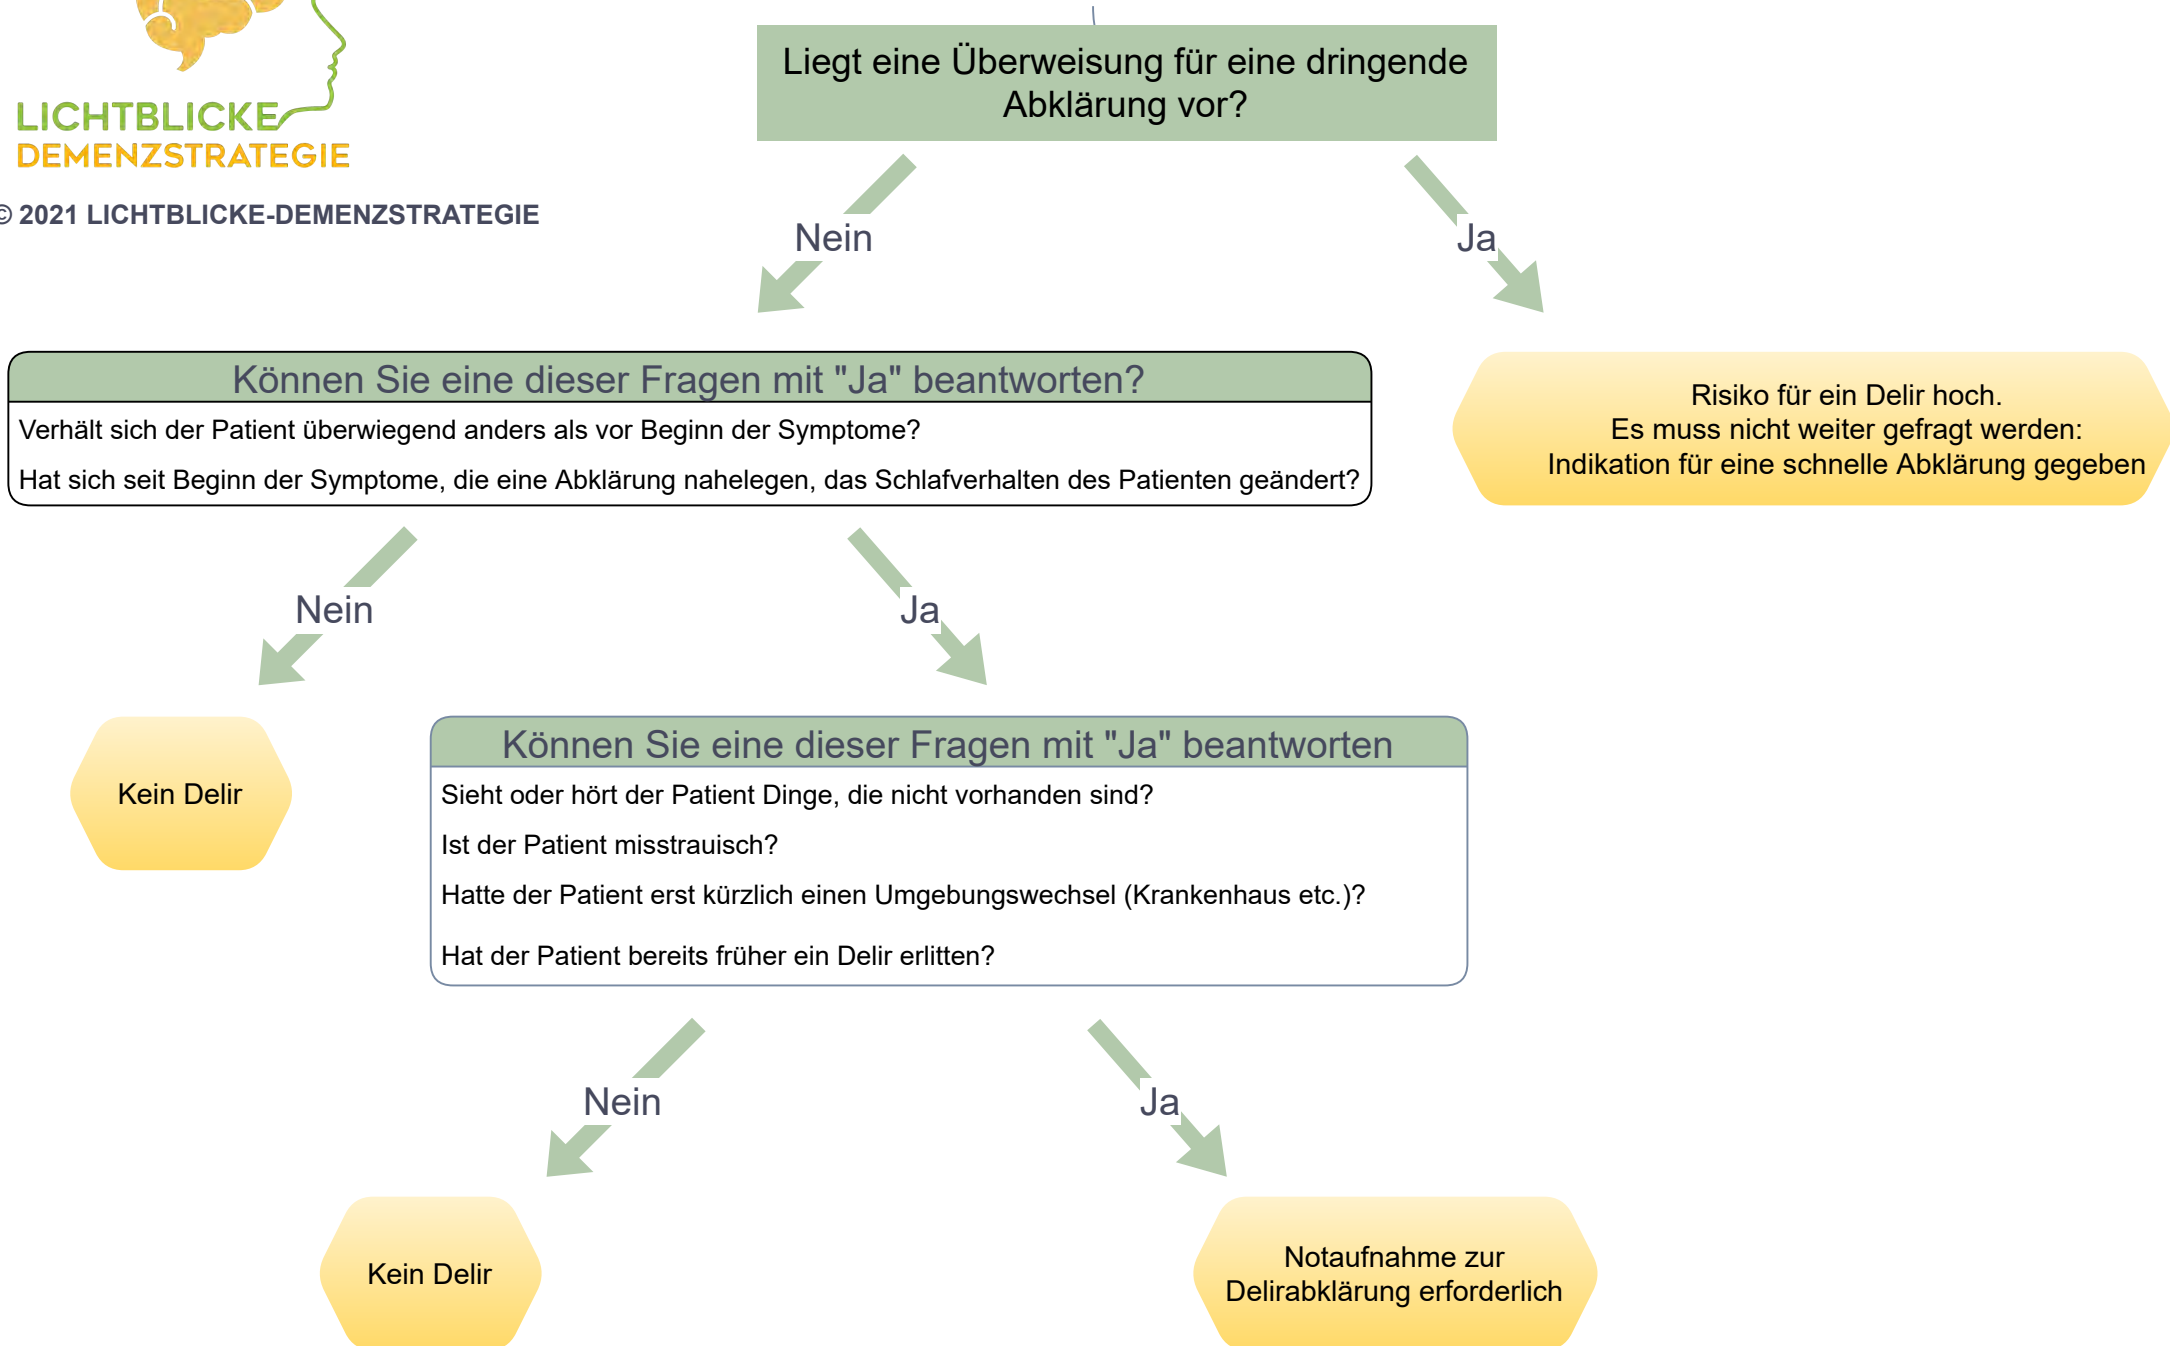 Liegt eine Überweisung für eine dringende
Abklärung vor?
LICHTBLICKE
DEMENZSTRATEGIE
© 2021 LICHTBLICKE-DEMENZSTRATEGIE
Nein
Ja
Können Sie eine dieser Fragen mit "Ja" beantworten?
Verhält sich der Patient überwiegend anders als vor Beginn der Symptome?
Hat sich seit Beginn der Symptome, die eine Abklärung nahelegen, das Schlafverhalten des Patienten geändert?
Risiko für ein Delir hoch.
Es muss nicht weiter gefragt werden:
Indikation für eine schnelle Abklärung gegeben
Nein
Ja
Kein Delir
Können Sie eine dieser Fragen mit "Ja" beantworten
Sieht oder hört der Patient Dinge, die nicht vorhanden sind?
Ist der Patient misstrauisch?
Hatte der Patient erst kürzlich einen Umgebungswechsel (Krankenhaus etc.)?
Hat der Patient bereits früher ein Delir erlitten?
Nein
Ja
Kein Delir
Notaufnahme zur
Delirabklärung erforderlich